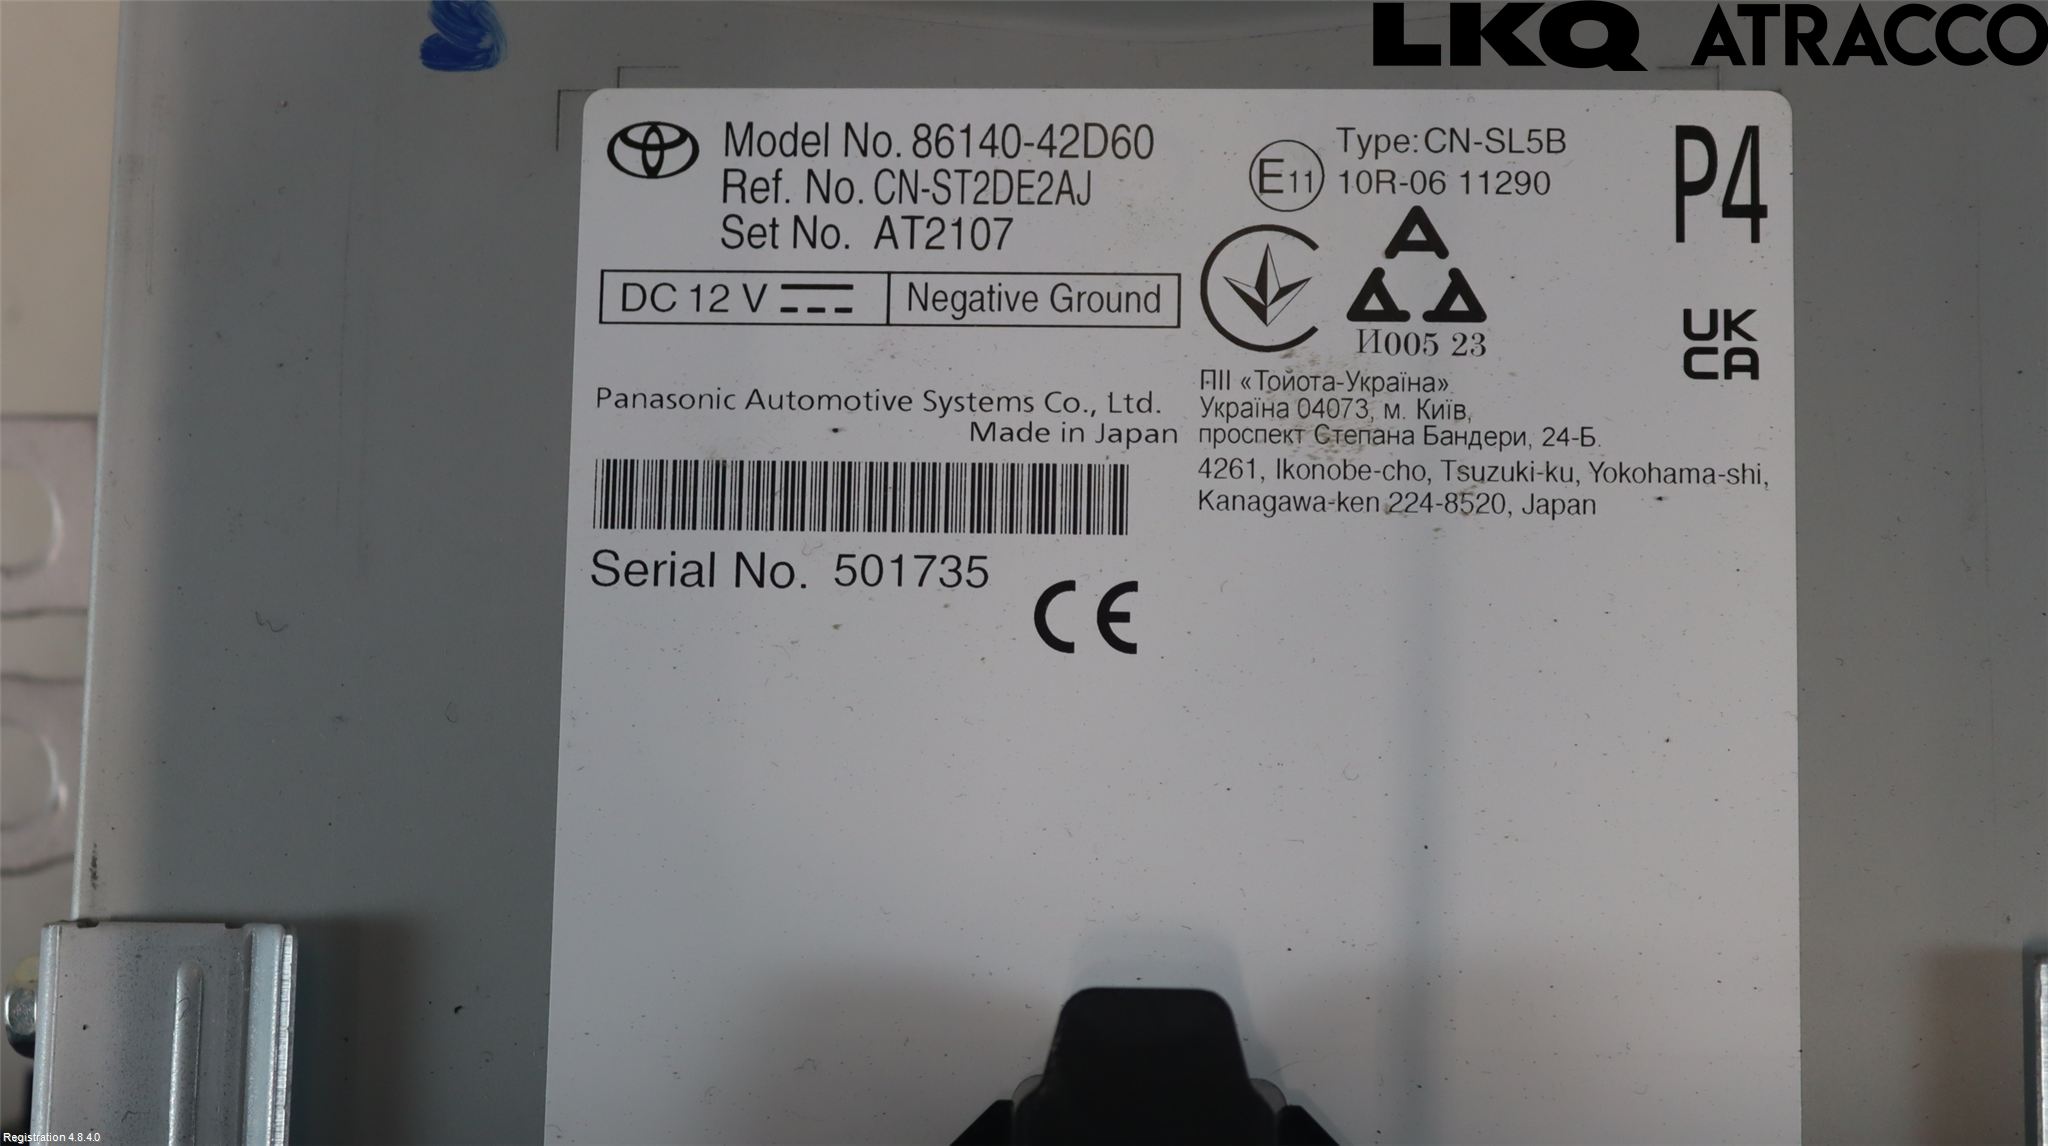 LKQ ATRACCO
Model No. 86140-42D60
Ref. No. CN-ST2DE2AJ
Set No. AT2107
DC 12 V
Negative Ground
Panasonic Automotive Systems Co., Ltd.
Made in Japan
Serial No. 501735
CE
E11
Type: CN-SL5B
10R-06 11290
И005 23
ПІІ «Тойота-Україна»
Україна 04073, м. Київ,
проспект Степана Бандери, 24-Б.
4261, Ikonobe-cho, Tsuzuki-ku, Yokohama-shi,
Kanagawa-ken 224-8520, Japan
P4
UK
CA
Registration 4.8.4.0